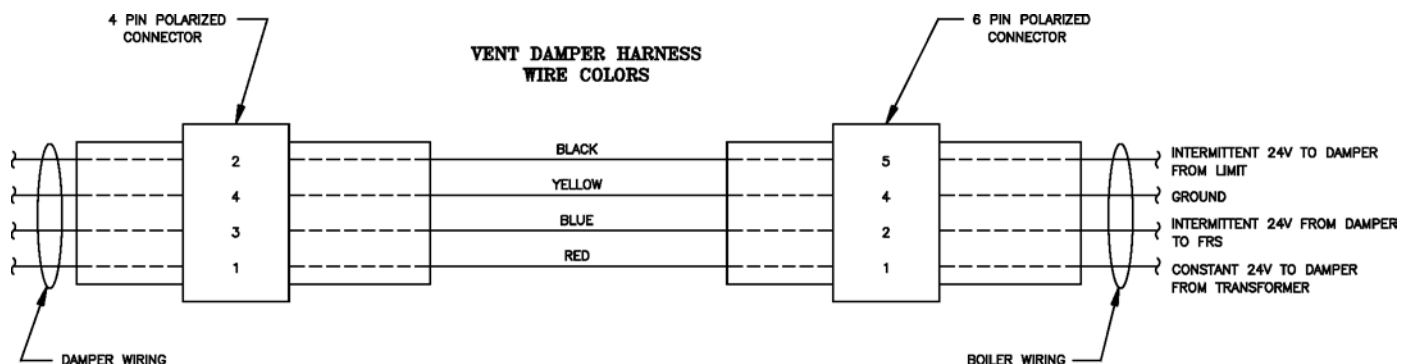 4 PIN POLARIZED
CONNECTOR
6 PIN POLARIZED
CONNECTOR
VENT DAMPER HARNESS
WIRE COLORS
2
BLACK
5
INTERMITTENT 24V TO DAMPER
FROM LIMIT
4
YELLOW
4
GROUND
3
BLUE
2
INTERMITTENT 24V FROM DAMPER
TO FRS
1
RED
1
CONSTANT 24V TO DAMPER
FROM TRANSFORMER
DAMPER WIRING
BOILER WIRING